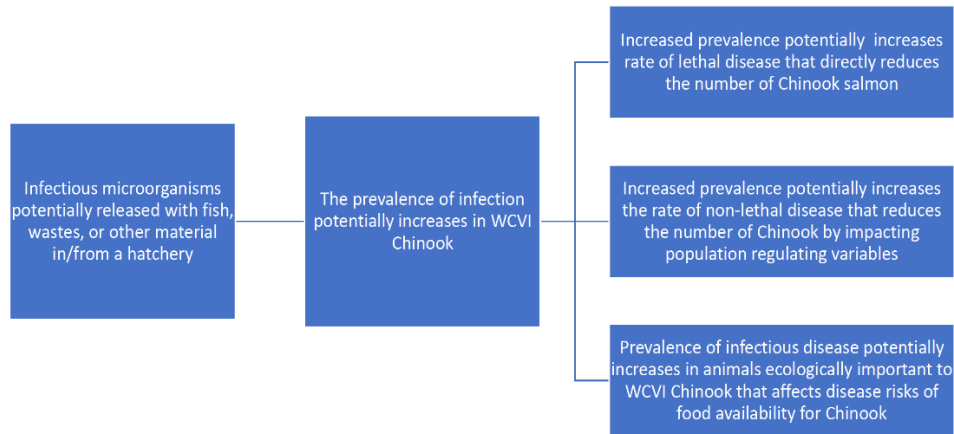 Infectious microorganisms
potentially released with fish,
wastes, or other material
in/from a hatchery
The prevalence of infection
potentially increases in WCVI
Chinook
Increased prevalence potentially increases
rate of lethal disease that directly reduces
the number of Chinook salmon
Increased prevalence potentially increases
the rate of non-lethal disease that reduces
the number of Chinook by impacting
population regulating variables
Prevalence of infectious disease potentially
increases in animals ecologically important to
WCVI Chinook that affects disease risks of
food availability for Chinook